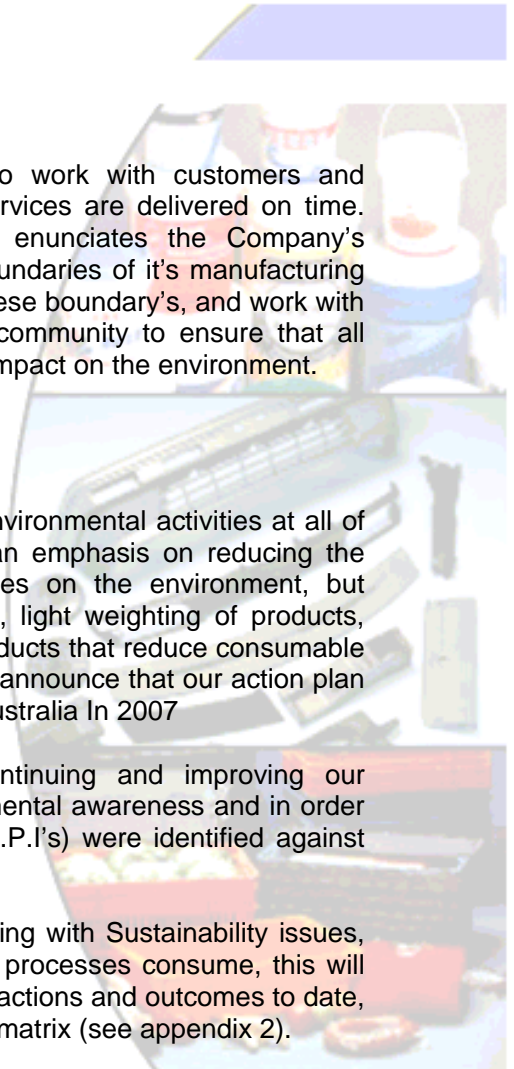 o work with customers and
rvices are delivered on time.
enunciates the Company's
undaries of it's manufacturing
ese boundary's, and work with
community to ensure that all
mpact on the environment.
nvironmental activities at all of
an emphasis on reducing the
es on the environment, but
, light weighting of products,
ducts that reduce consumable
announce that our action plan
ustralia In 2007
ntinuing and improving our
mental awareness and in order
.P.I's) were identified against
ing with Sustainability issues,
processes consume, this will
actions and outcomes to date,
matrix (see appendix 2).